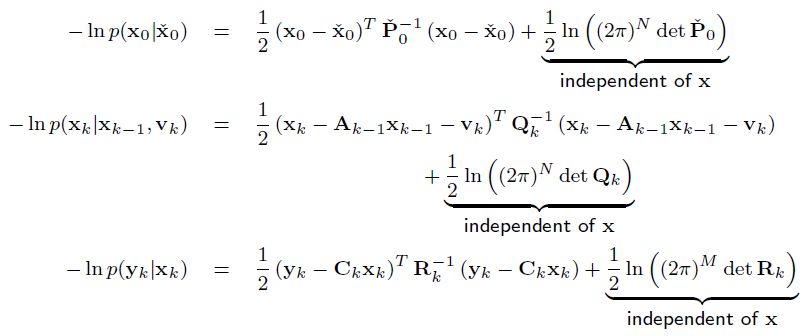 − ln p(x₀|x̌₀) = 1/2 (x₀ − x̌₀)ᵀ P̌₀⁻¹ (x₀ − x̌₀) + 1/2 ln ((2π)ᴺ det P̌₀)
independent of x
− ln p(xₖ|xₖ₋₁, vₖ) = 1/2 (xₖ − Aₖ₋₁xₖ₋₁ − vₖ)ᵀ Qₖ⁻¹ (xₖ − Aₖ₋₁xₖ₋₁ − vₖ)
+ 1/2 ln ((2π)ᴺ det Qₖ)
independent of x
− ln p(yₖ|xₖ) = 1/2 (yₖ − Cₖxₖ)ᵀ Rₖ⁻¹ (yₖ − Cₖxₖ) + 1/2 ln ((2π)ᴹ det Rₖ)
independent of x